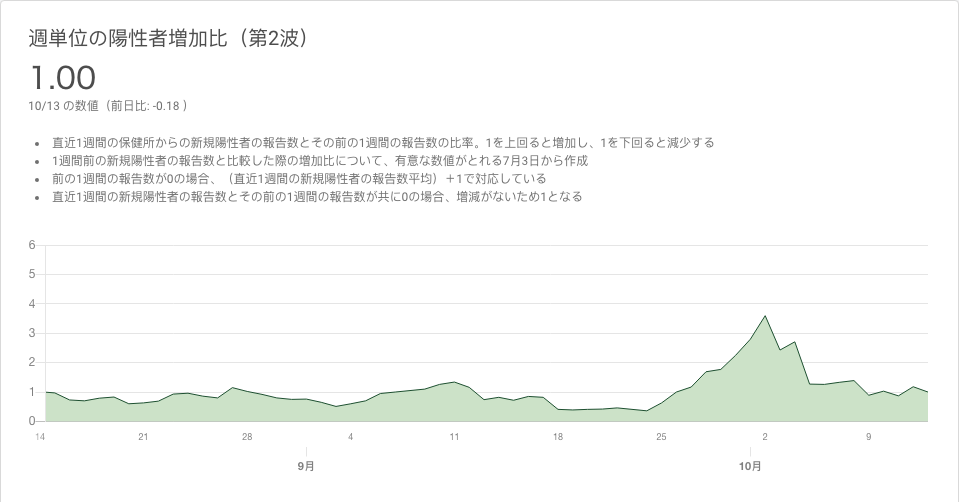 週単位の陽性者増加比（第2波）
1.00
10/13 の数値（前日比: -0.18 ）
• 直近1週間の保健所からの新規陽性者の報告数とその前の1週間の報告数の比率。1を上回ると増加し、1を下回ると減少する
• 1週間前の新規陽性者の報告数と比較した際の増加比について、有意な数値がとれる7月3日から作成
• 前の1週間の報告数が0の場合、（直近1週間の新規陽性者の報告数平均）＋1で対応している
• 直近1週間の新規陽性者の報告数とその前の1週間の報告数が共に0の場合、増減がないため1となる
6
5
4
3
2
1
0
14 21 28 4 11 18 25 2 9
9月 10月